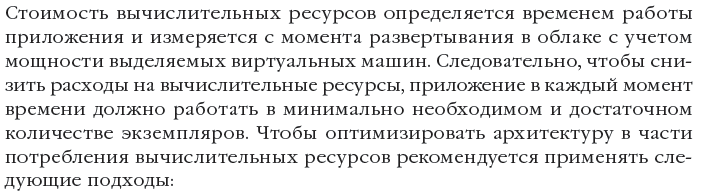 Стоимость вычислительных ресурсов определяется временем работы
приложения и измеряется с момента развертывания в облаке с учетом
мощности выделяемых виртуальных машин. Следовательно, чтобы сни-
зить расходы на вычислительные ресурсы, приложение в каждый момент
времени должно работать в минимально необходимом и достаточном
количестве экземпляров. Чтобы оптимизировать архитектуру в части
потребления вычислительных ресурсов рекомендуется применять сле-
дующие подходы: